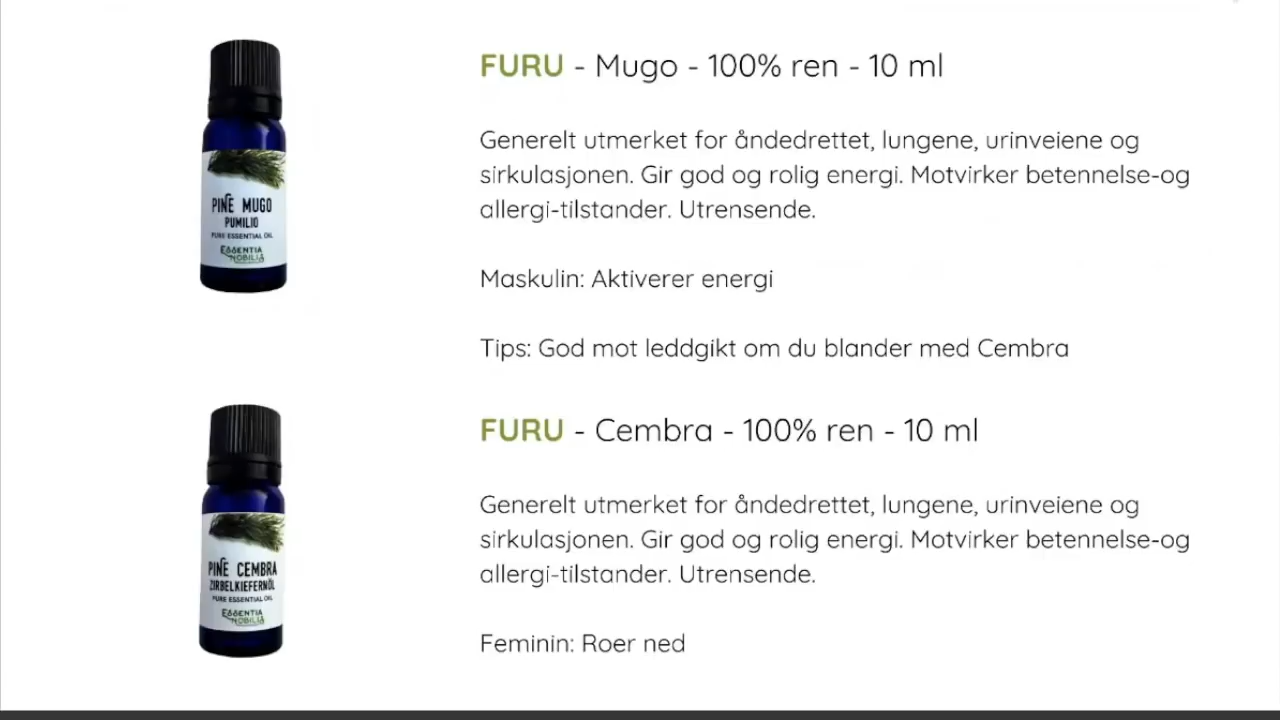 FURU - Mugo - 100% ren - 10 ml
Generelt utmerket for åndedrettet, lungene, urinveiene og
sirkulasjonen. Gir god og rolig energi. Motvirker betennelse-og
allergi-tilstander. Utrensende.
Maskulin: Aktiverer energi
Tips: God mot leddgikt om du blander med Cembra
PINE MUGO
PUMILIO
PURE ESSENTIAL OIL
ESSENTIA
NOBILIA
FURU - Cembra - 100% ren - 10 ml
Generelt utmerket for åndedrettet, lungene, urinveiene og
sirkulasjonen. Gir god og rolig energi. Motvirker betennelse-og
allergi-tilstander. Utrensende.
Feminin: Roer ned
PINE CEMBRA
ZIRBELKIEFERNÖL
PURE ESSENTIAL OIL
ESSENTIA
NOBILIA